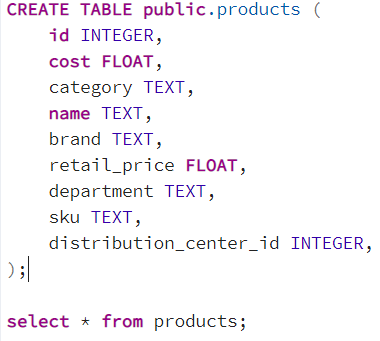 CREATE TABLE public.products (
    id INTEGER,
    cost FLOAT,
    category TEXT,
    name TEXT,
    brand TEXT,
    retail_price FLOAT,
    department TEXT,
    sku TEXT,
    distribution_center_id INTEGER,
);
select * from products;